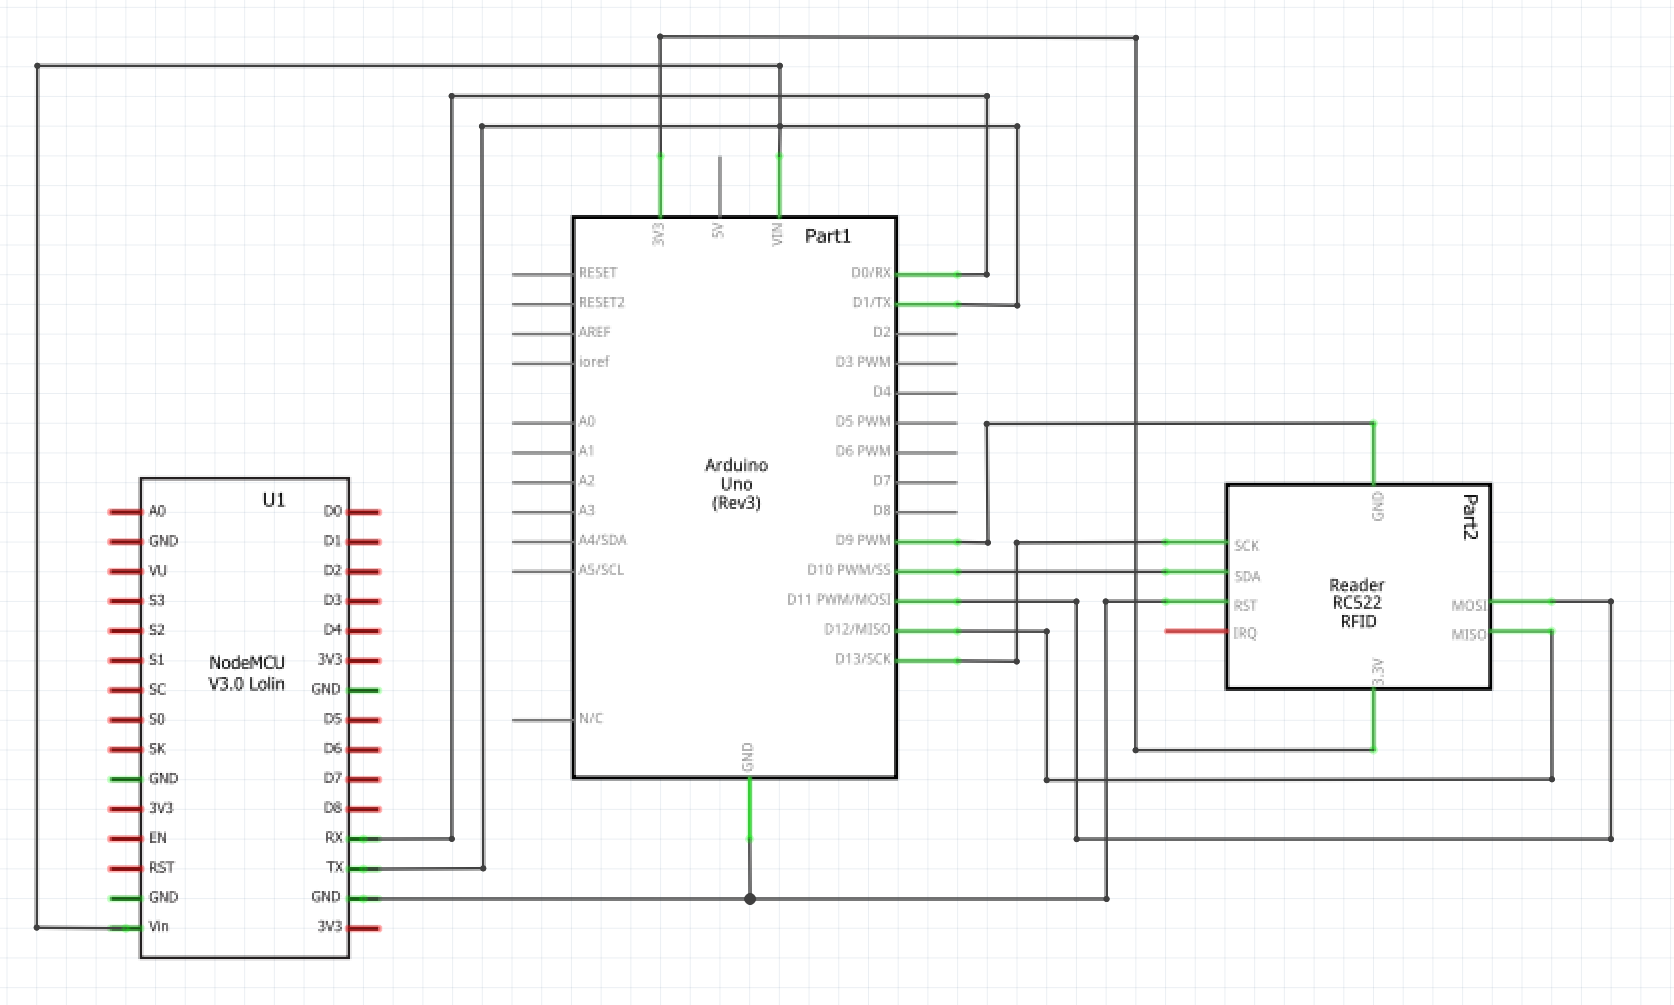 3V3
5V
VIN
Part1
RESET
RESET2
AREF
ioref
A0
A1
A2
A3
A4/SDA
A5/SCL
N/C
Arduino
Uno
(Rev3)
D0/RX
D1/TX
D2
D3 PWM
D4
D5 PWM
D6 PWM
D7
D8
D9 PWM
D10 PWM/SS
D11 PWM/MOSI
D12/MISO
D13/SCK
GND
U1
A0
GND
VU
S3
S2
S1
SC
S0
SK
GND
3V3
EN
RST
GND
Vin
NodeMCU
V3.0 Lolin
D0
D1
D2
D3
D4
3V3
GND
D5
D6
D7
D8
RX
TX
GND
3V3
GND
Part2
SCK
SDA
RST
IRQ
Reader
RC522
RFID
MOSI
MISO
3.3V